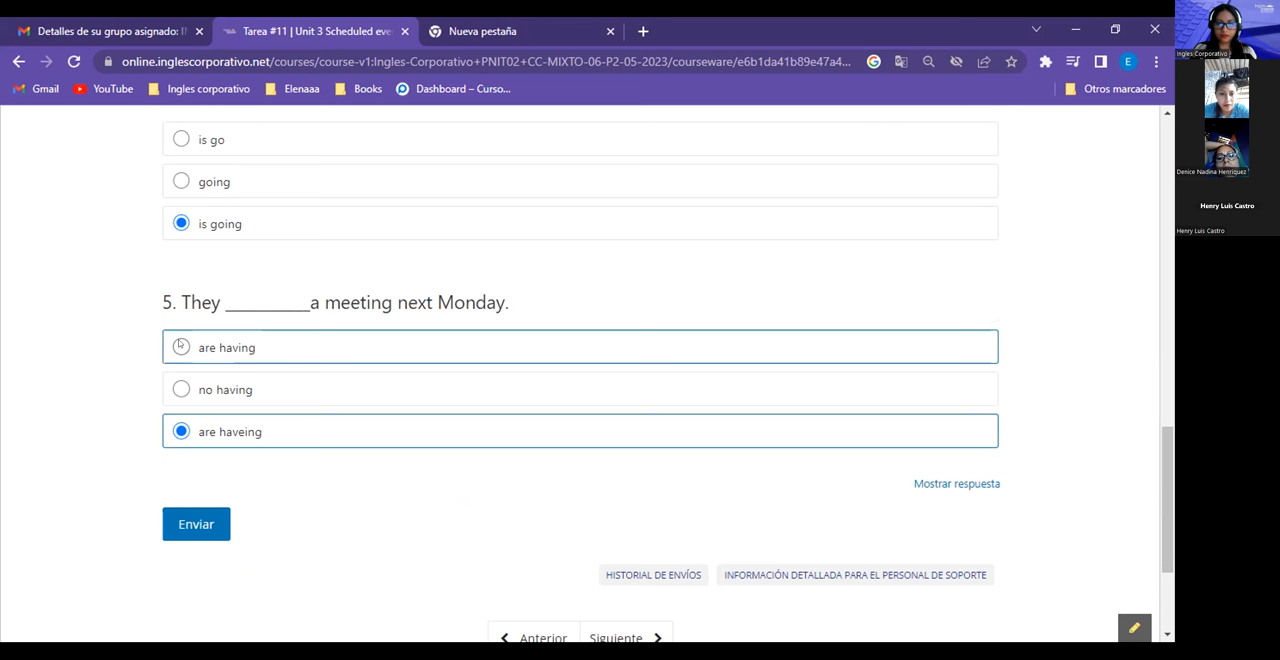 Detalles de su grupo asignado: I
Tarea #11 | Unit 3 Scheduled eve
Nueva pestaña
online.inglescorporativo.net/courses/course-v1:Ingles-Corporativo+PNIT02+CC-MIXTO-06-P2-05-2023/courseware/e6b1da41b89e47a4...
E
Gmail
YouTube
Ingles corporativo
Elenaaa
Books
Dashboard – Curso...
Otros marcadores
is go
going
is going
5. They __________a meeting next Monday.
are having
no having
are haveing
Mostrar respuesta
Enviar
HISTORIAL DE ENVÍOS
INFORMACIÓN DETALLADA PARA EL PERSONAL DE SOPORTE
Anterior
Siguiente
Ingles Corporativo
Denice Nadina Henriquez
Henry Luis Castro
Henry Luis Castro